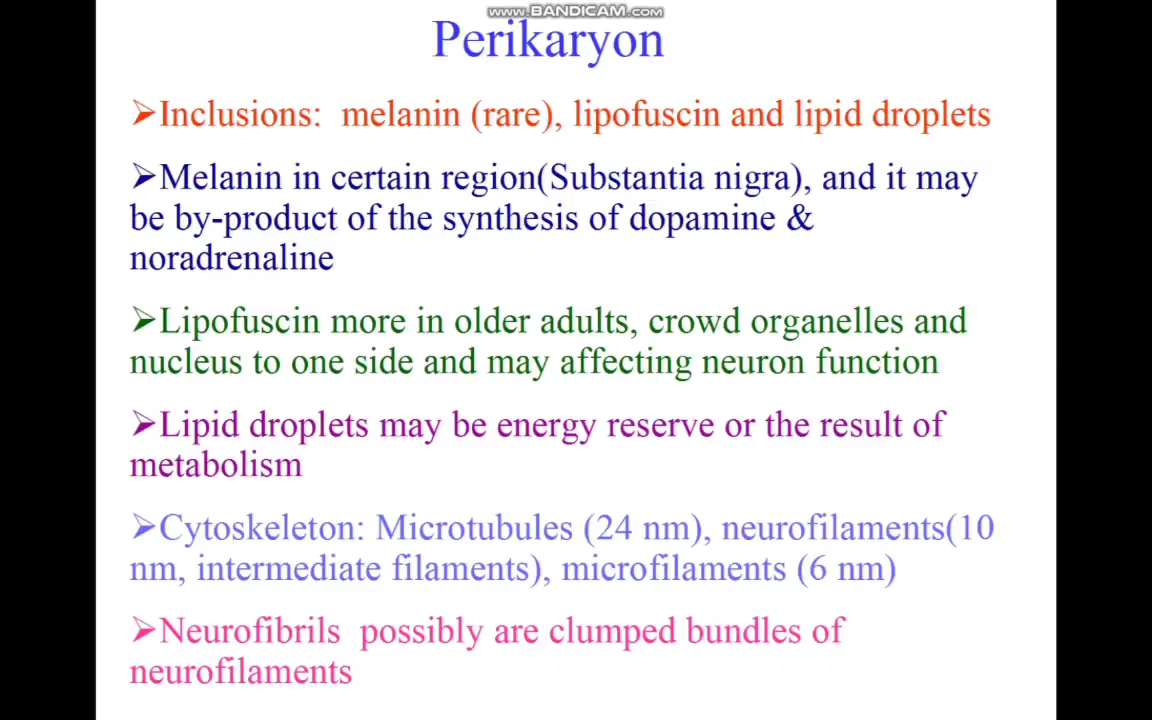 www.BANDICAM.com
Perikaryon
➢Inclusions: melanin (rare), lipofuscin and lipid droplets
➢Melanin in certain region(Substantia nigra), and it may
be by-product of the synthesis of dopamine &
noradrenaline
➢Lipofuscin more in older adults, crowd organelles and
nucleus to one side and may affecting neuron function
➢Lipid droplets may be energy reserve or the result of
metabolism
➢Cytoskeleton: Microtubules (24 nm), neurofilaments(10
nm, intermediate filaments), microfilaments (6 nm)
➢Neurofibrils possibly are clumped bundles of
neurofilaments